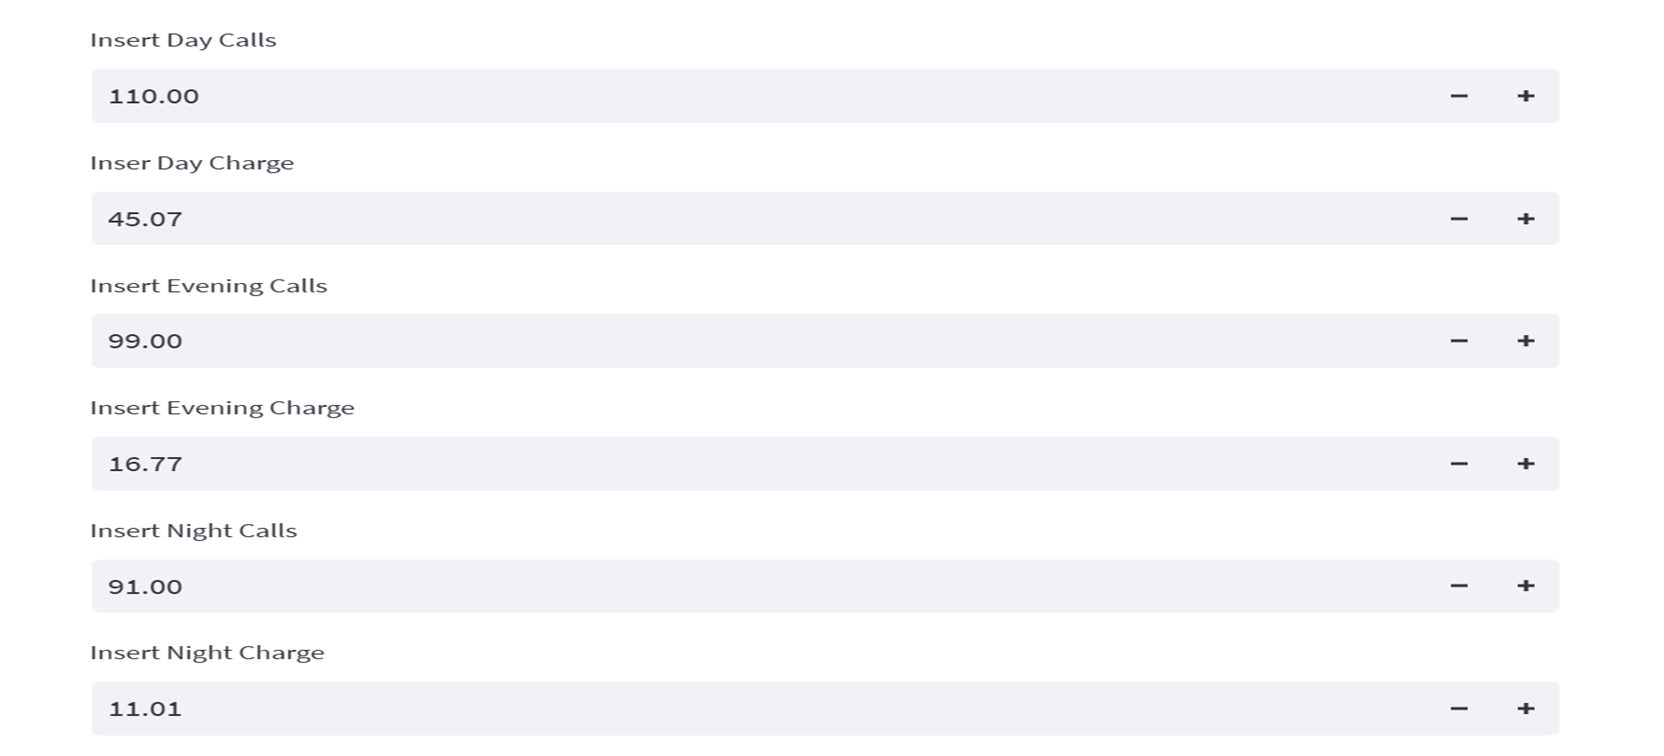 Insert Day Calls
110.00 − +
Inser Day Charge
45.07 − +
Insert Evening Calls
99.00 − +
Insert Evening Charge
16.77 − +
Insert Night Calls
91.00 − +
Insert Night Charge
11.01 − +